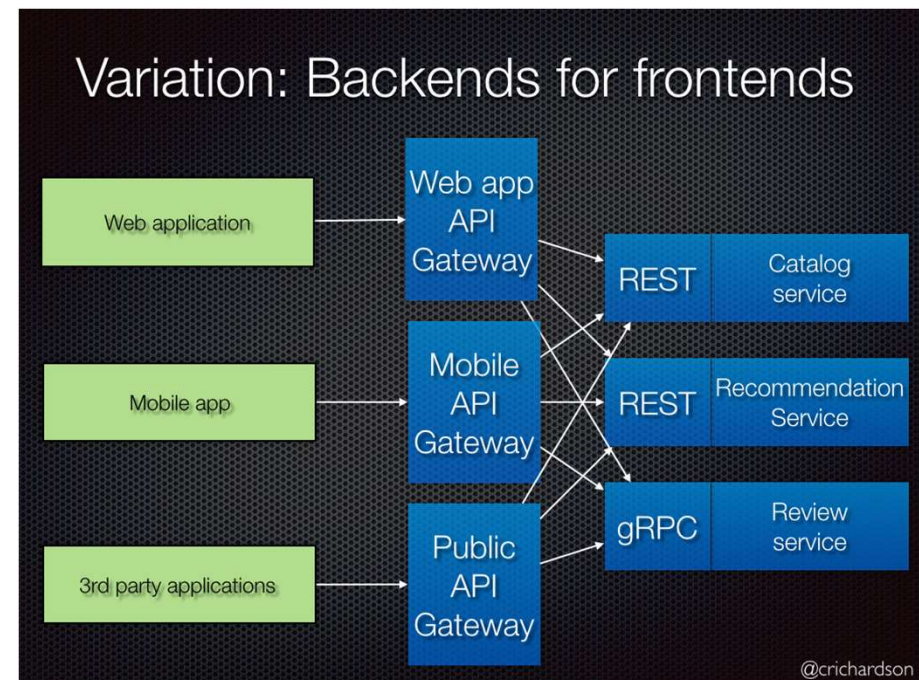 Variation: Backends for frontends
Web application
Web app
API
Gateway
REST
Catalog
service
Mobile app
Mobile
API
Gateway
REST
Recommendation
Service
3rd party applications
Public
API
Gateway
gRPC
Review
service
@crichardson